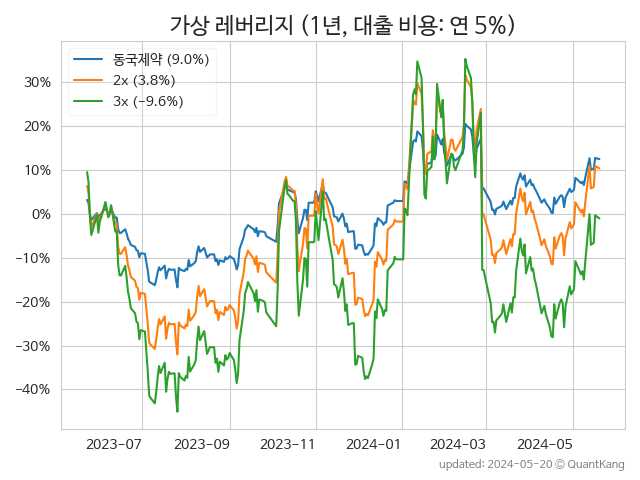 가상 레버리지 (1년, 대출 비용: 연 5%)
동국제약 (9.0%)
2x (3.8%)
3x (−9.6%)
30%
20%
10%
0%
−10%
−20%
−30%
−40%
2023-07
2023-09
2023-11
2024-01
2024-03
2024-05
updated: 2024-05-20 © QuantKang